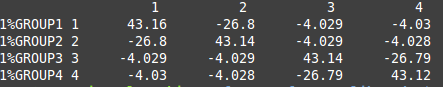 1 2 3 4
1%GROUP1 1 43.16 -26.8 -4.029 -4.03
1%GROUP2 2 -26.8 43.14 -4.029 -4.028
1%GROUP3 3 -4.029 -4.029 43.14 -26.79
1%GROUP4 4 -4.03 -4.028 -26.79 43.12